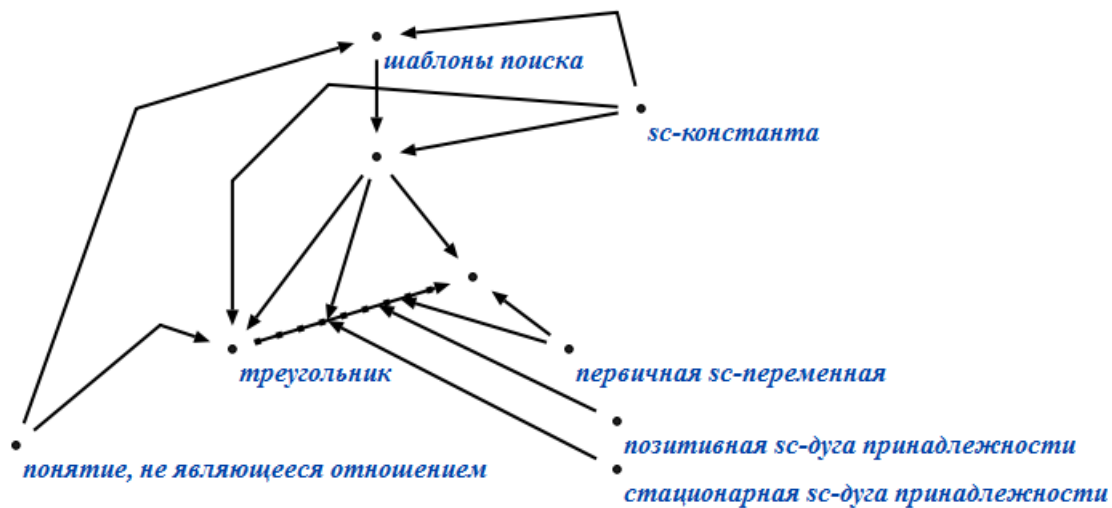 шаблоны поиска
sc-константа
треугольник
первичная sc-переменная
позитивная sc-дуга принадлежности
понятие, не являющееся отношением
стационарная sc-дуга принадлежности